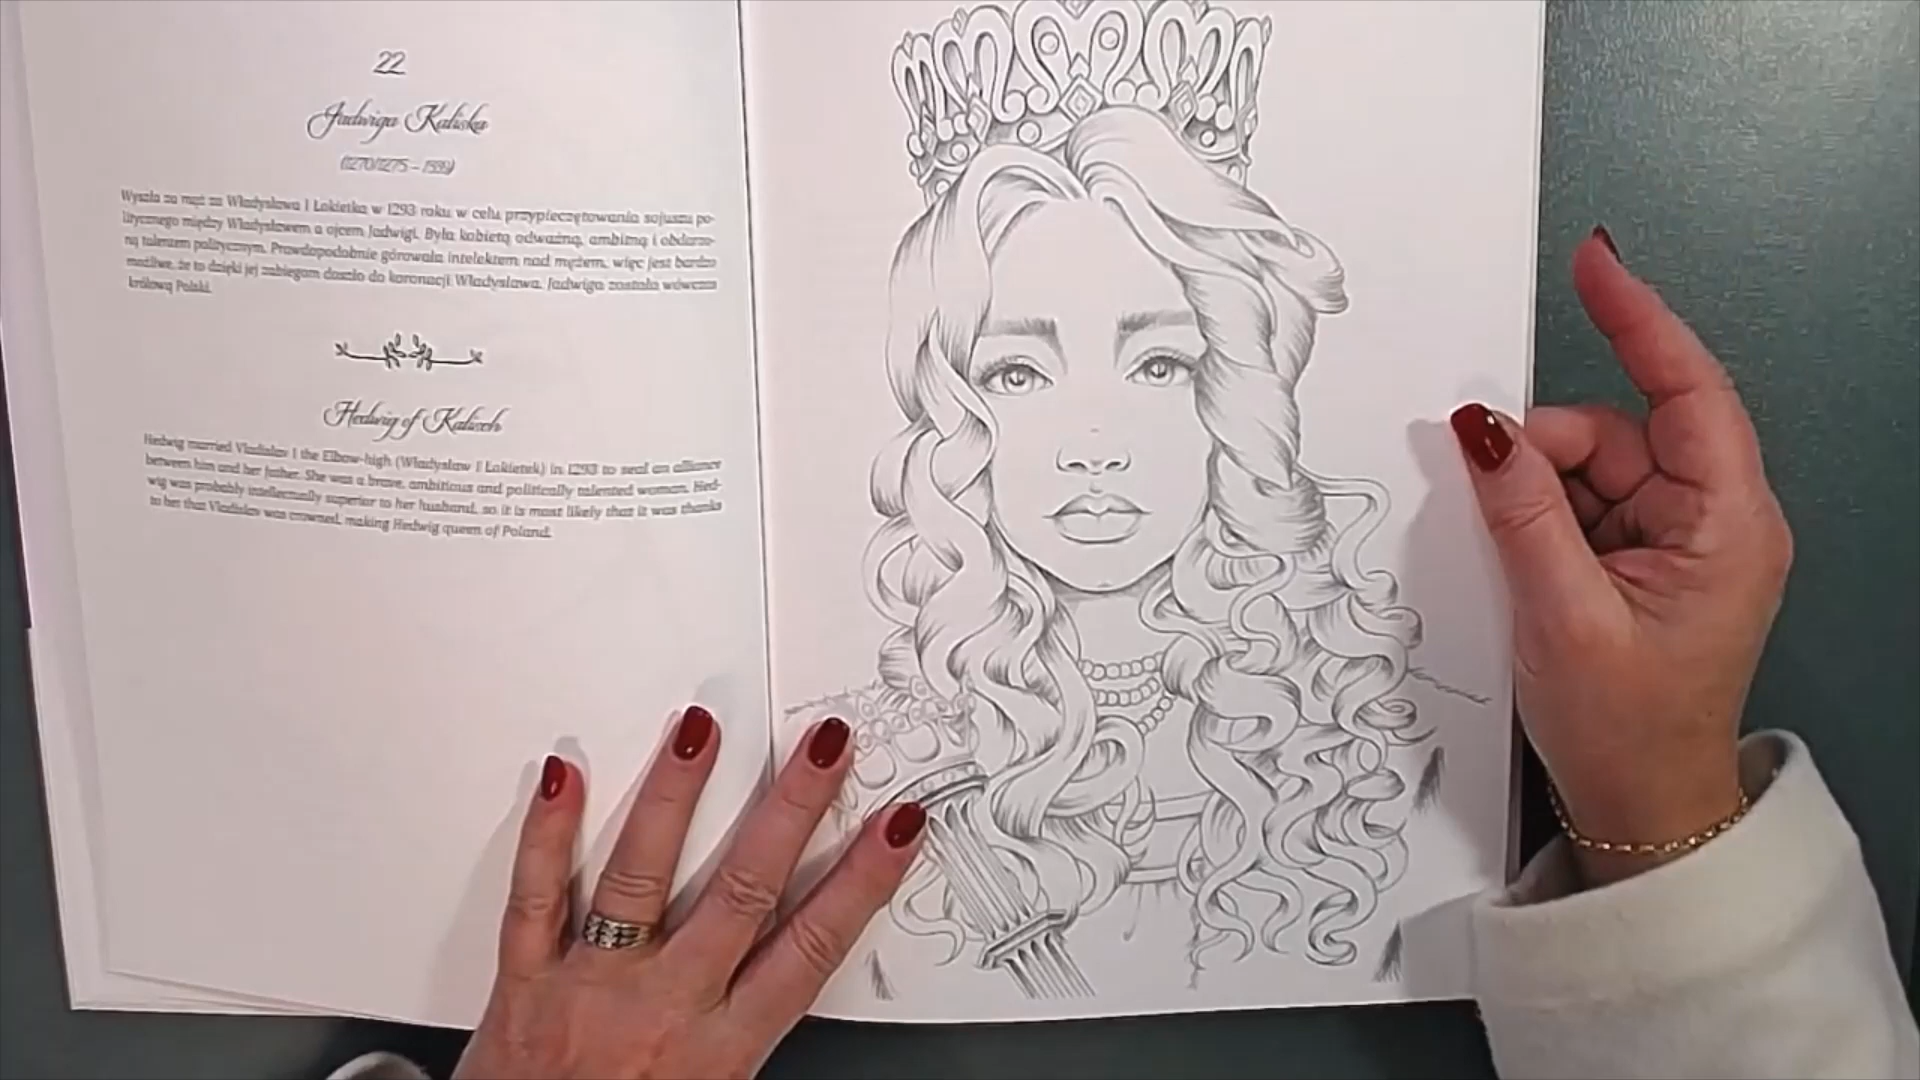 22
Jadwiga Kaliska
(1270/1275 – 1339)
Wyszła za mąż za Władysława I Łokietka w 1293 roku w celu przypieczętowania sojuszu po-
litycznego między Władysławem a ojcem Jadwigi. Była kobietą odważną, ambitną i obdarzo-
ną talentem politycznym. Prawdopodobnie górowała intelektem nad mężem, więc jest bardzo
możliwe, że to dzięki jej zabiegom doszło do koronacji Władysława. Jadwiga została wówczas
królową Polski.
Hedwig of Kalisch
Hedwig married Vladislav I the Elbow-high (Władysław I Łokietek) in 1293 to seal an alliance
between him and her father. She was a brave, ambitious and politically talented woman. Hed-
wig was probably intellectually superior to her husband, so it is most likely that it was thanks
to her that Vladislav was crowned, making Hedwig queen of Poland.